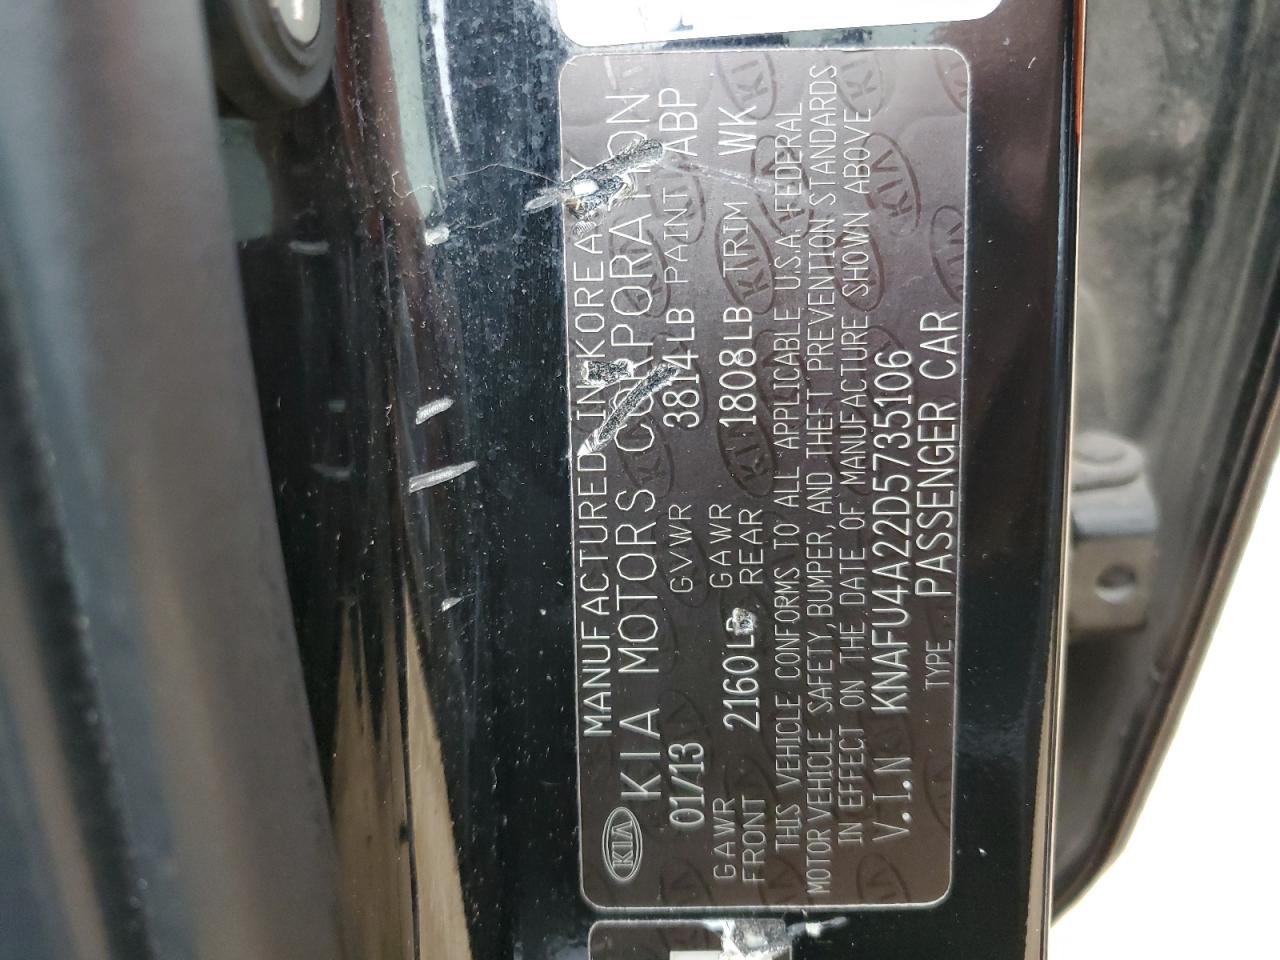 MANUFACTURED IN KOREA BY
KIA KIA MOTORS CORPORATION
01/13 GVWR 3814LB PAINT ABP
GAWR FRONT 2160LB GAWR REAR 1808LB TRIM WK
THIS VEHICLE CONFORMS TO ALL APPLICABLE U.S.A. FEDERAL
MOTOR VEHICLE SAFETY, BUMPER, AND THEFT PREVENTION STANDARDS
IN EFFECT ON THE DATE OF MANUFACTURE SHOWN ABOVE
V.I.N KNAFU4A22D5735106
TYPE PASSENGER CAR